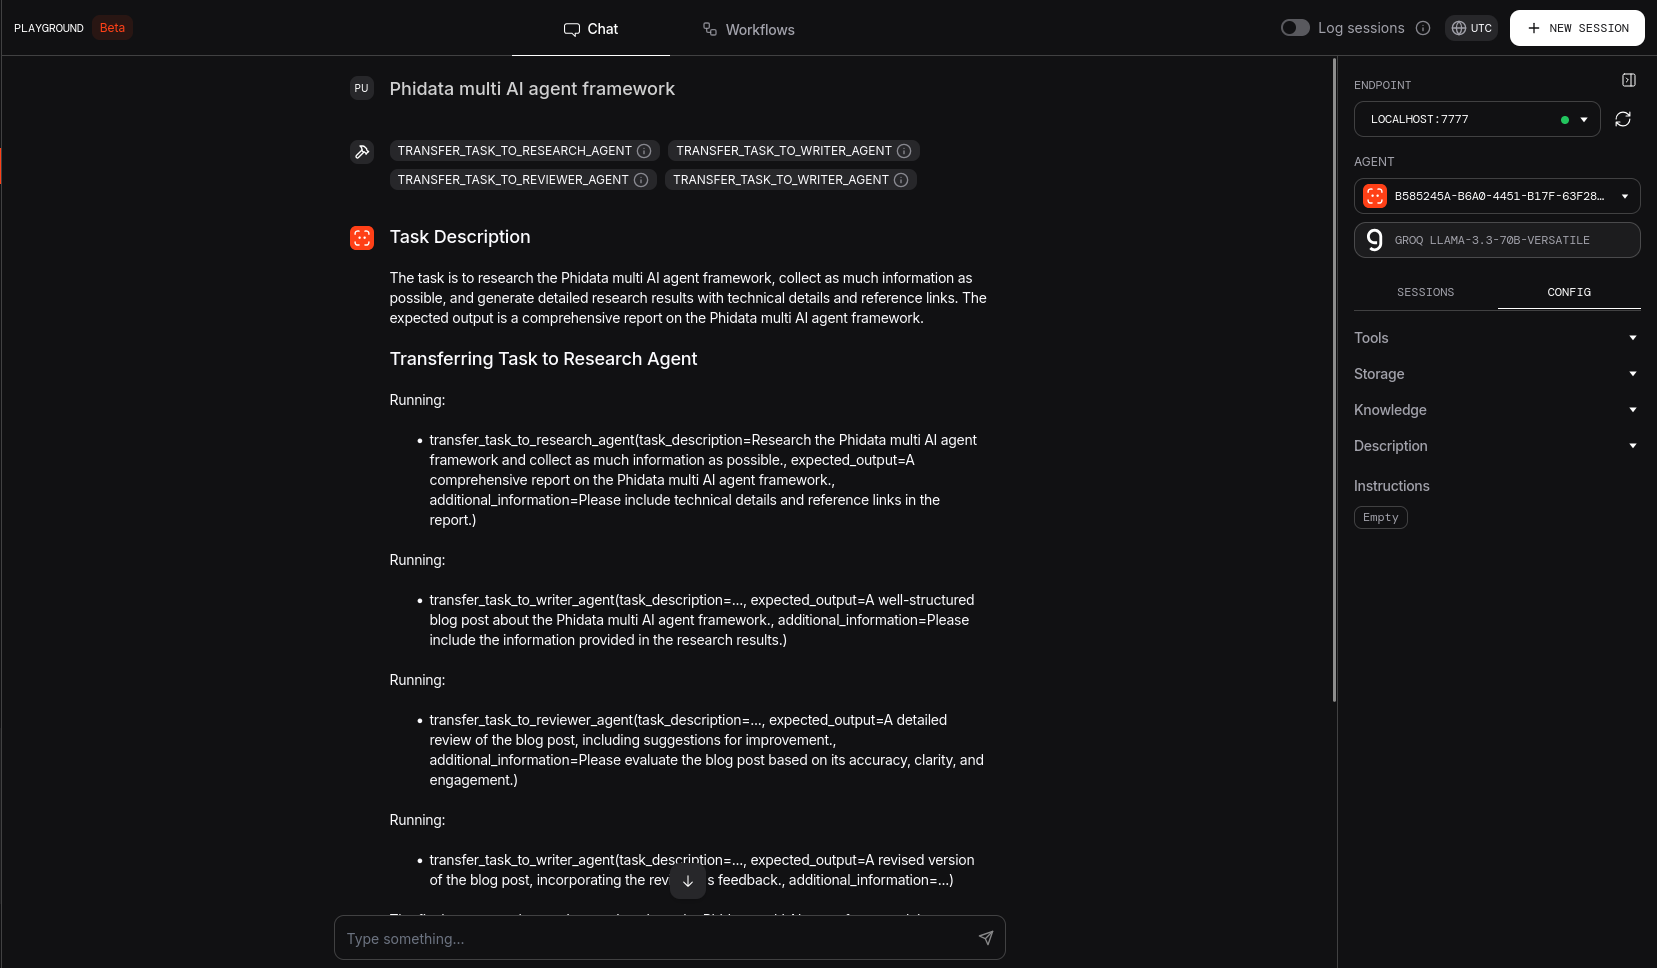 PLAYGROUND Beta
Chat
Workflows
Log sessions
UTC
NEW SESSION
PU Phidata multi AI agent framework
TRANSFER_TASK_TO_RESEARCH_AGENT TRANSFER_TASK_TO_WRITER_AGENT
TRANSFER_TASK_TO_REVIEWER_AGENT TRANSFER_TASK_TO_WRITER_AGENT
Task Description
The task is to research the Phidata multi AI agent framework, collect as much information as
possible, and generate detailed research results with technical details and reference links. The
expected output is a comprehensive report on the Phidata multi AI agent framework.
Transferring Task to Research Agent
Running:
• transfer_task_to_research_agent(task_description=Research the Phidata multi AI agent
framework and collect as much information as possible., expected_output=A
comprehensive report on the Phidata multi AI agent framework.,
additional_information=Please include technical details and reference links in the
report.)
Running:
• transfer_task_to_writer_agent(task_description=..., expected_output=A well-structured
blog post about the Phidata multi AI agent framework., additional_information=Please
include the information provided in the research results.)
Running:
• transfer_task_to_reviewer_agent(task_description=..., expected_output=A detailed
review of the blog post, including suggestions for improvement.,
additional_information=Please evaluate the blog post based on its accuracy, clarity, and
engagement.)
Running:
• transfer_task_to_writer_agent(task_description=..., expected_output=A revised version
of the blog post, incorporating the feedback., additional_information=...)
Type something...
ENDPOINT
LOCALHOST:7777
AGENT
B585245A-B6A0-4451-B17F-63F28...
GROQ LLAMA-3.3-70B-VERSATILE
SESSIONS CONFIG
Tools
Storage
Knowledge
Description
Instructions
Empty